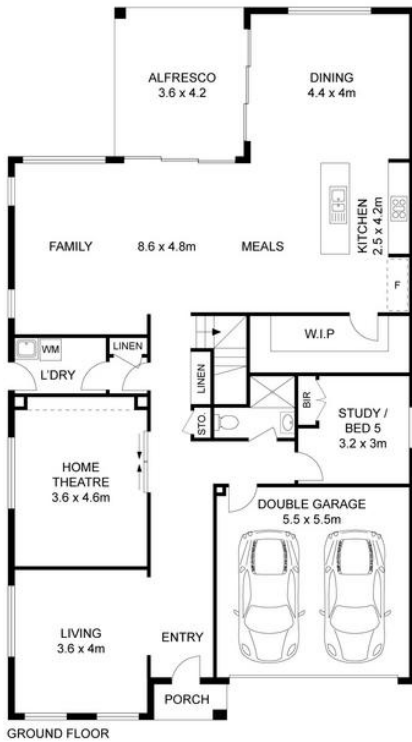 ALFRESCO
3.6 x 4.2
DINING
4.4 x 4m
KITCHEN
2.5 x 4.2m
FAMILY
8.6 x 4.8m
MEALS
F
W.I.P
WM
LINEN
L'DRY
LINEN
STO.
BIR
STUDY /
BED 5
3.2 x 3m
HOME
THEATRE
3.6 x 4.6m
DOUBLE GARAGE
5.5 x 5.5m
LIVING
3.6 x 4m
ENTRY
PORCH
GROUND FLOOR